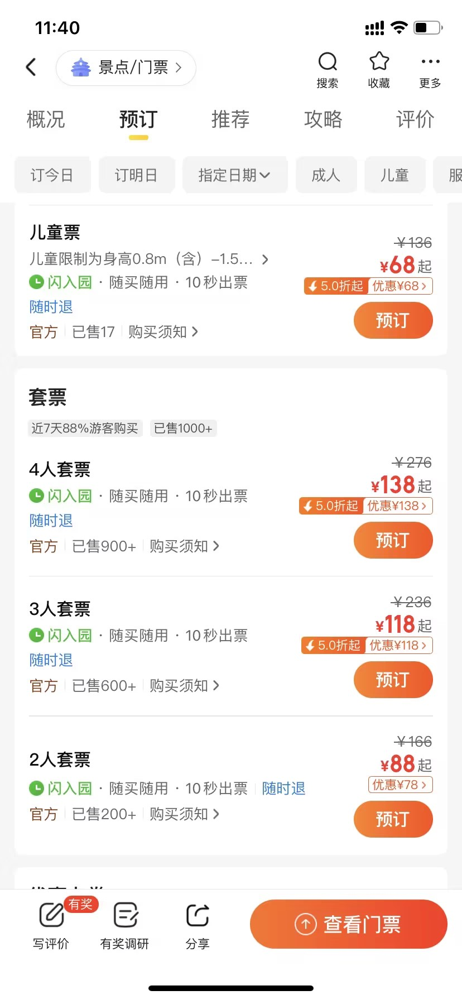 11:40
景点/门票
搜索
收藏
更多
概况
预订
推荐
攻略
评价
订今日
订明日
指定日期
成人
儿童
服
儿童票
¥136
儿童限制为身高0.8m（含）–1.5...
¥68起
闪入园 · 随买随用 · 10秒出票
5.0折起 优惠¥68
随时退
预订
官方 已售17 购买须知
套票
近7天88%游客购买 已售1000+
4人套票
¥276
¥138起
闪入园 · 随买随用 · 10秒出票
5.0折起 优惠¥138
随时退
预订
官方 已售900+ 购买须知
3人套票
¥236
¥118起
闪入园 · 随买随用 · 10秒出票
5.0折起 优惠¥118
随时退
预订
官方 已售600+ 购买须知
2人套票
¥166
¥88起
闪入园 · 随买随用 · 10秒出票 随时退
优惠¥78
官方 已售200+ 购买须知
预订
有奖
写评价
有奖调研
分享
查看门票